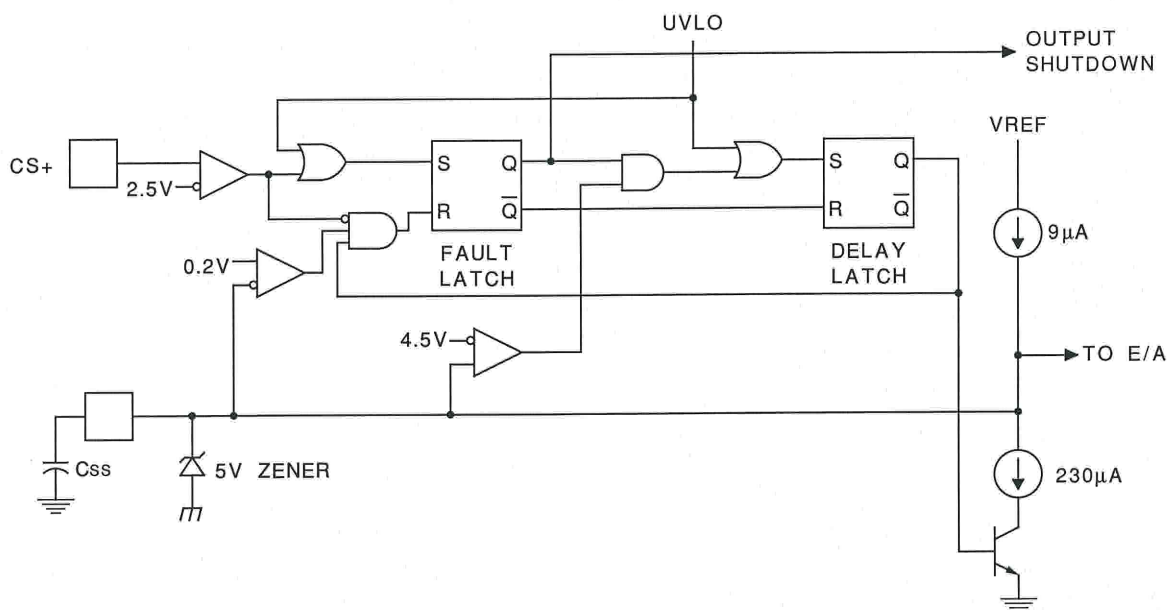 UVLO
OUTPUT
SHUTDOWN
VREF
CS+
2.5V
S
Q
R
Q̅
FAULT
LATCH
S
Q
R
Q̅
DELAY
LATCH
9µA
0.2V
4.5V
TO E/A
Css
5V ZENER
230µA